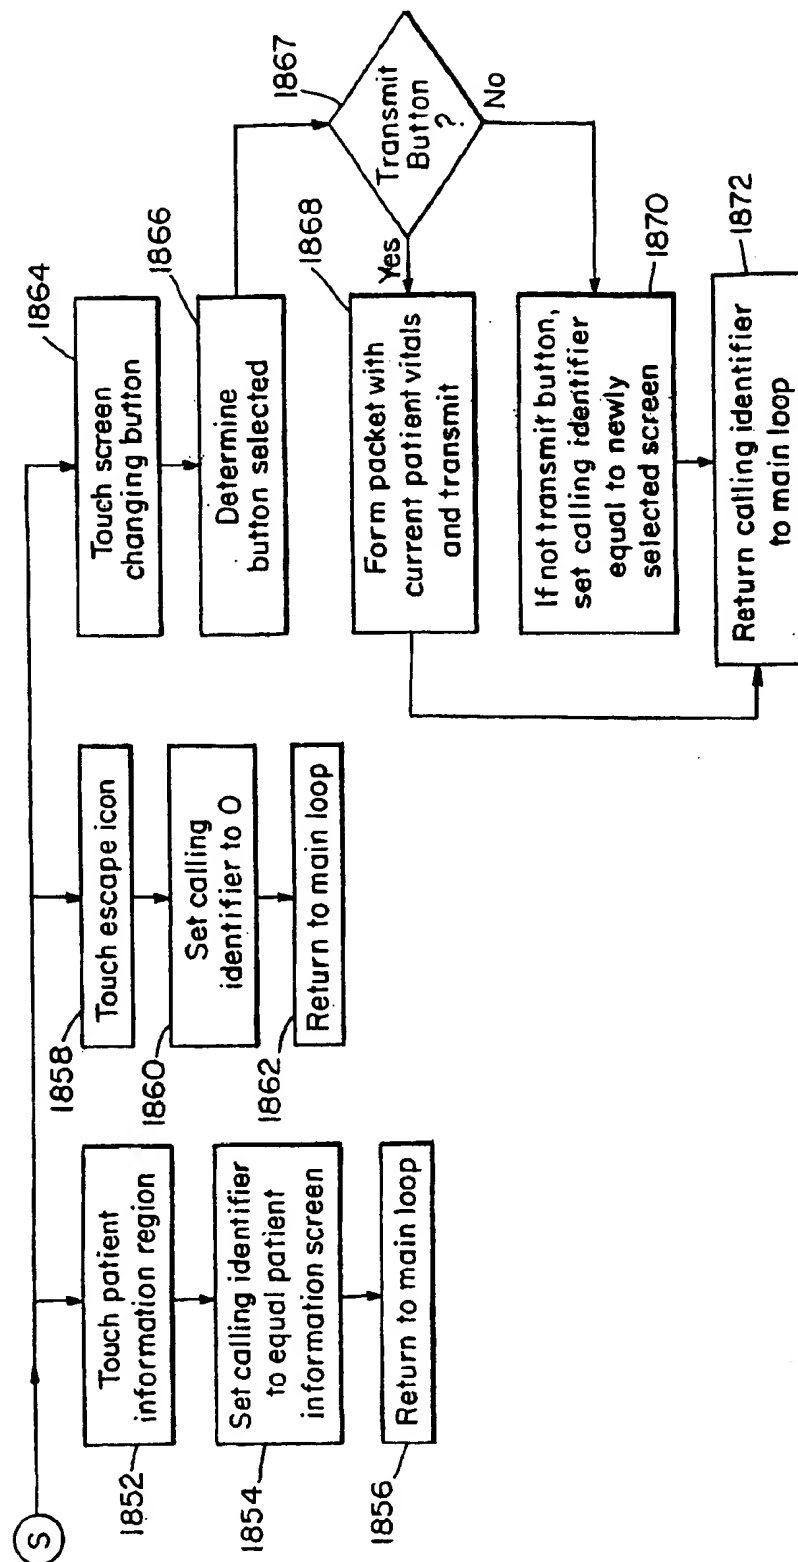 S
1852
Touch patient
information region
1854
Set calling identifier
to equal patient
information screen
1856
Return to main loop
1858
Touch escape icon
1860
Set calling
identifier to 0
1862
Return to main loop
1864
Touch screen
changing button
1866
Determine
button selected
1867
Transmit
Button
?
Yes
No
1868
Form packet with
current patient vitals
and transmit
1870
If not transmit button,
set calling identifier
equal to newly
selected screen
1872
Return calling identifier
to main loop